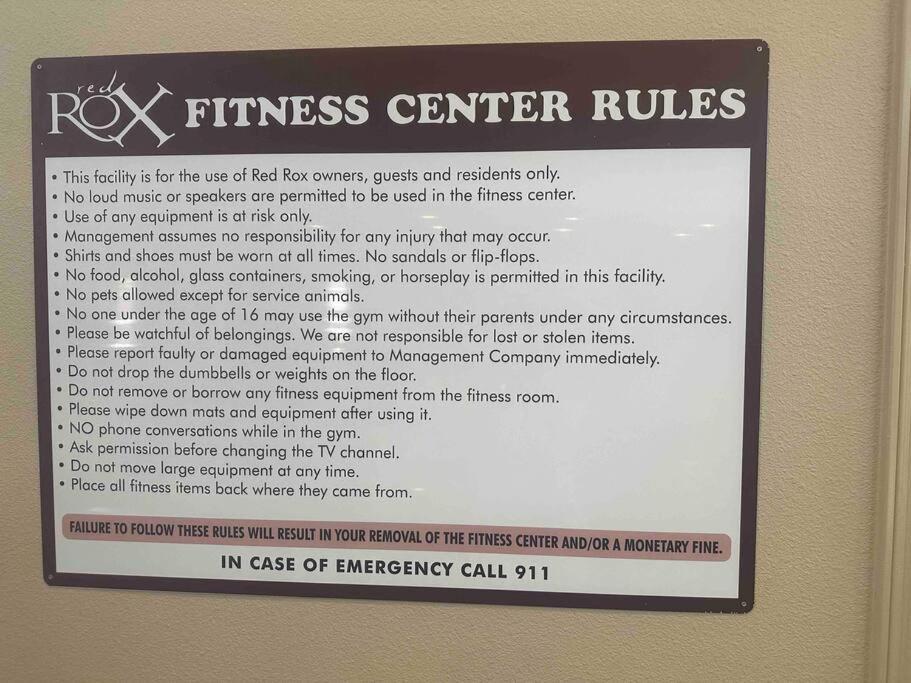 red
Rox FITNESS CENTER RULES
• This facility is for the use of Red Rox owners, guests and residents only.
• No loud music or speakers are permitted to be used in the fitness center.
• Use of any equipment is at risk only.
• Management assumes no responsibility for any injury that may occur.
• Shirts and shoes must be worn at all times. No sandals or flip-flops.
• No food, alcohol, glass containers, smoking, or horseplay is permitted in this facility.
• No pets allowed except for service animals.
• No one under the age of 16 may use the gym without their parents under any circumstances.
• Please be watchful of belongings. We are not responsible for lost or stolen items.
• Please report faulty or damaged equipment to Management Company immediately.
• Do not drop the dumbbells or weights on the floor.
• Do not remove or borrow any fitness equipment from the fitness room.
• Please wipe down mats and equipment after using it.
• NO phone conversations while in the gym.
• Ask permission before changing the TV channel.
• Do not move large equipment at any time.
• Place all fitness items back where they came from.
FAILURE TO FOLLOW THESE RULES WILL RESULT IN YOUR REMOVAL OF THE FITNESS CENTER AND/OR A MONETARY FINE.
IN CASE OF EMERGENCY CALL 911